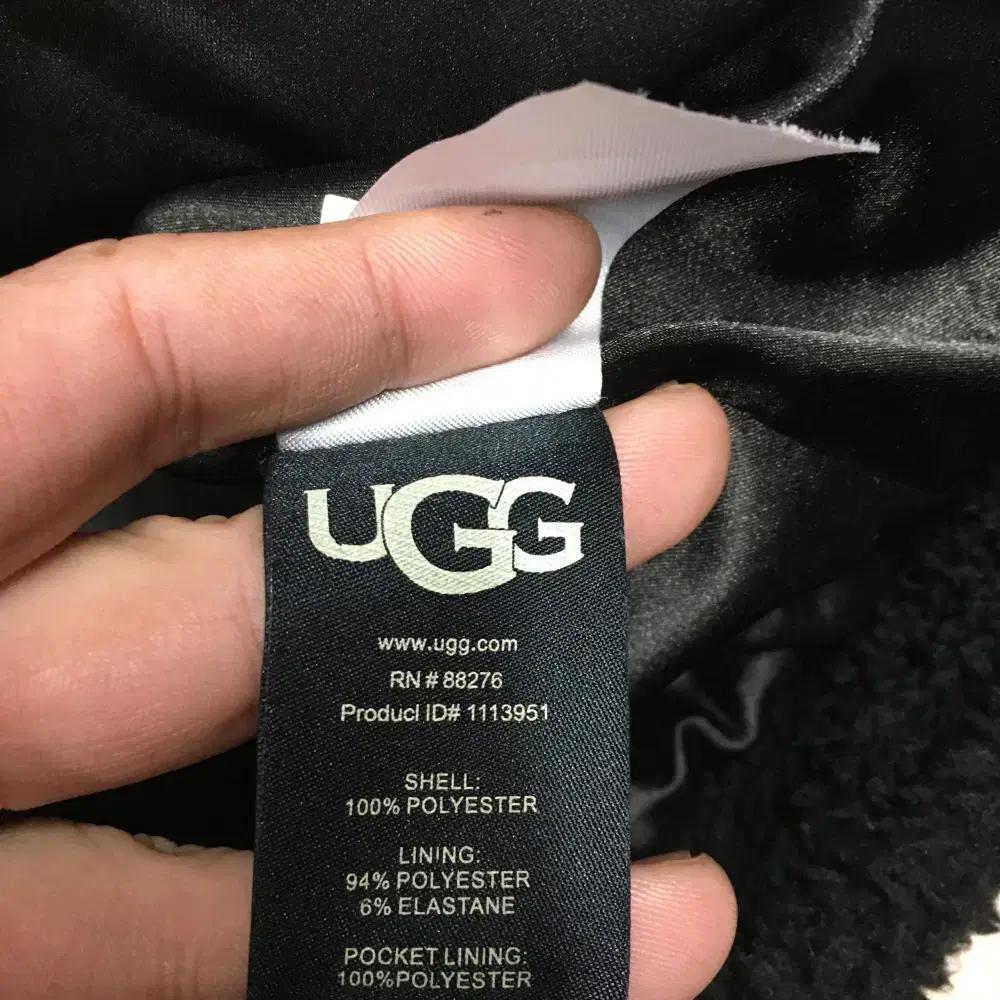 UGG
www.ugg.com
RN # 88276
Product ID# 1113951
SHELL:
100% POLYESTER
LINING:
94% POLYESTER
6% ELASTANE
POCKET LINING:
100%POLYESTER